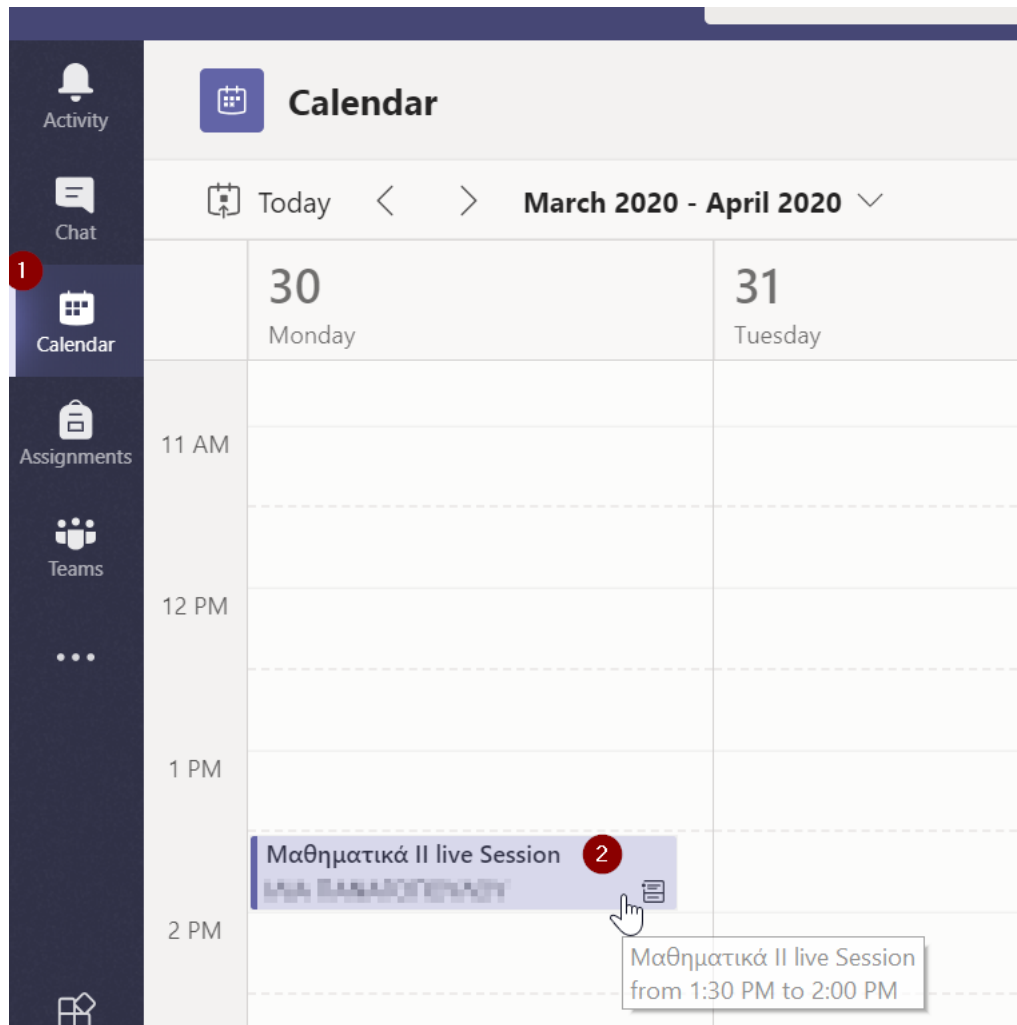 Activity
Chat
1
Calendar
Assignments
Teams
Calendar
Today
March 2020 - April 2020
30
Monday
31
Tuesday
11 AM
12 PM
1 PM
2 PM
Μαθηματικά II live Session
2
Μαθηματικά II live Session
from 1:30 PM to 2:00 PM